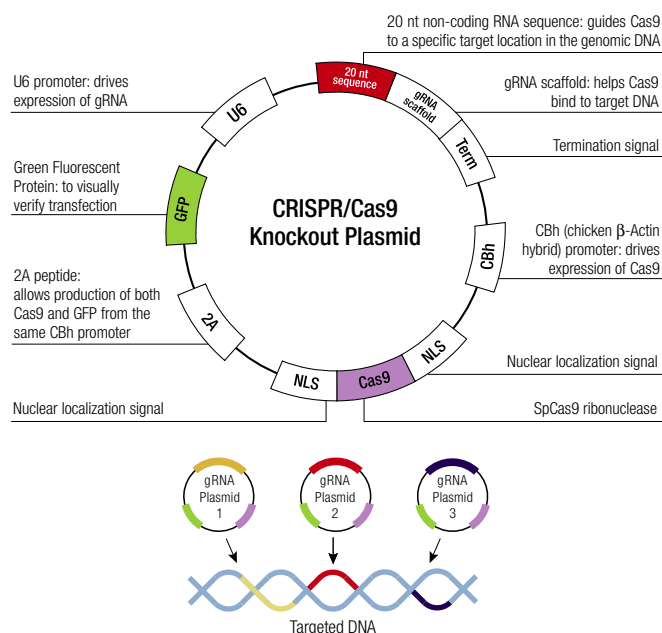 20 nt non-coding RNA sequence: guides Cas9
to a specific target location in the genomic DNA
U6 promoter: drives
expression of gRNA
gRNA scaffold: helps Cas9
bind to target DNA
Termination signal
Green Fluorescent
Protein: to visually
verify transfection
CBh (chicken β-Actin
hybrid) promoter: drives
expression of Cas9
2A peptide:
allows production of both
Cas9 and GFP from the
same CBh promoter
Nuclear localization signal
Nuclear localization signal
SpCas9 ribonuclease
CRISPR/Cas9
Knockout Plasmid
20 nt
sequence
gRNA
scaffold
Term
CBh
NLS
Cas9
NLS
2A
GFP
U6
gRNA
Plasmid
1
gRNA
Plasmid
2
gRNA
Plasmid
3
Targeted DNA